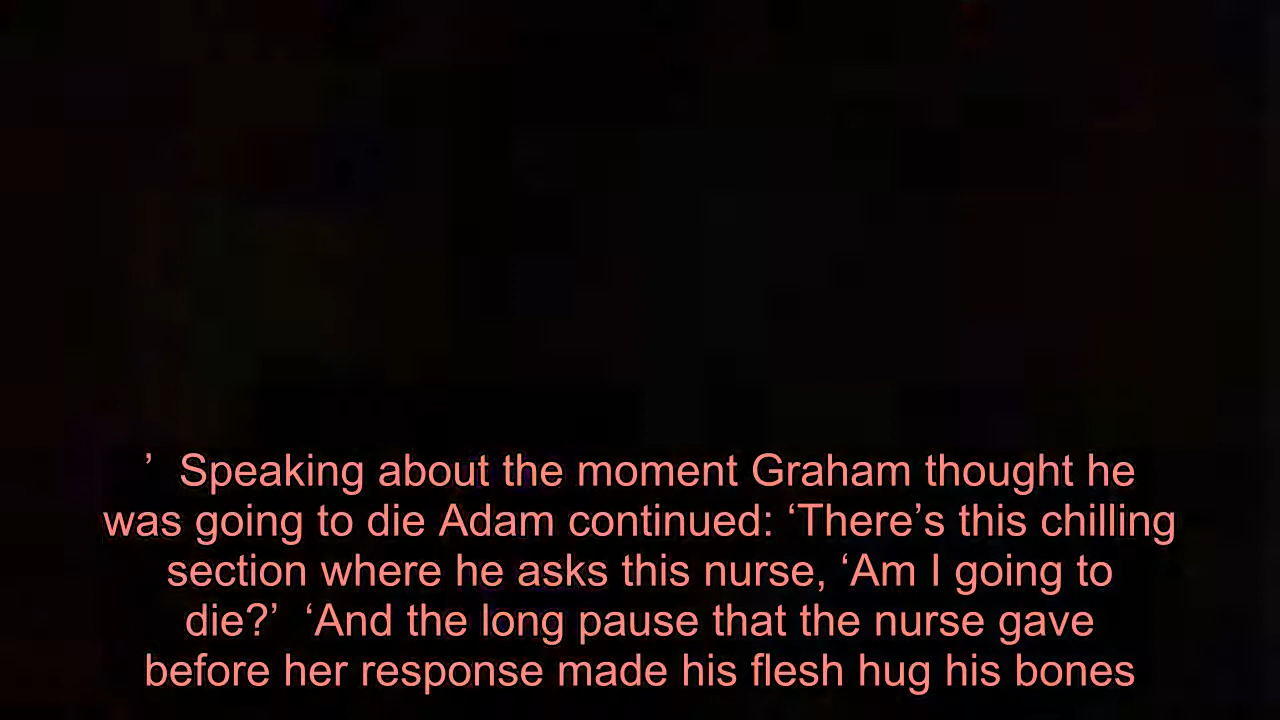 ’  Speaking about the moment Graham thought he
was going to die Adam continued: ‘There’s this chilling
section where he asks this nurse, ‘Am I going to
die?’  ‘And the long pause that the nurse gave
before her response made his flesh hug his bones